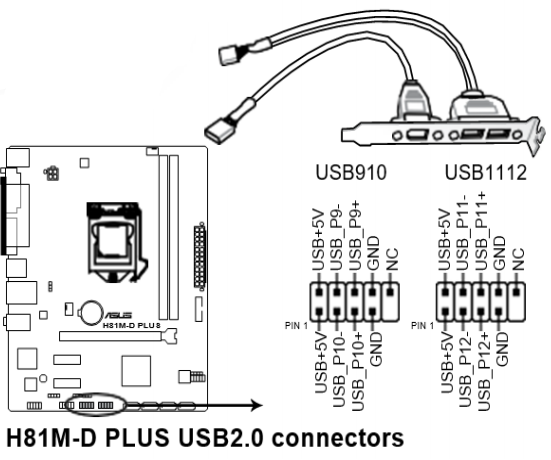 USB910
USB1112
USB+5V
USB_P9-
USB_P9+
GND
NC
USB+5V
USB_P11-
USB_P11+
GND
NC
PIN 1
PIN 1
USB+5V
USB_P10-
USB_P10+
GND
USB+5V
USB_P12-
USB_P12+
GND
ASUS
H81M-D PLUS
H81M-D PLUS USB2.0 connectors